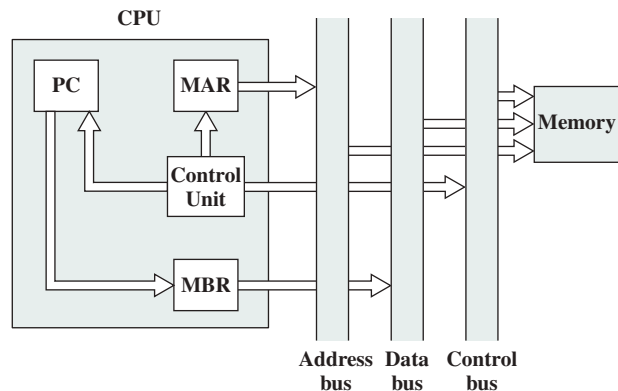 CPU
PC
MAR
Memory
Control
Unit
MBR
Address
bus
Data
bus
Control
bus